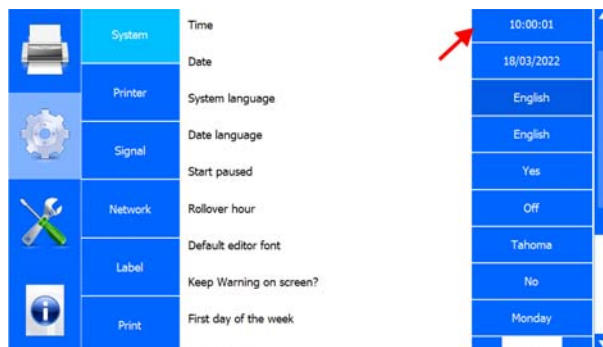 System
Printer
Signal
Network
Label
Print
Time 10:00:01
Date 18/03/2022
System language English
Date language English
Start paused Yes
Rollover hour Off
Default editor font Tahoma
Keep Warning on screen? No
First day of the week Monday